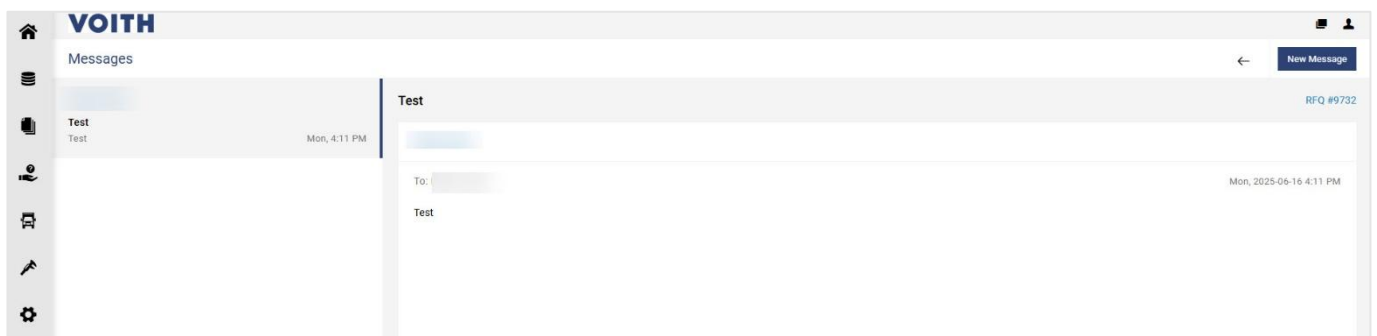 VOITH
Messages
New Message
Test
Test
Mon, 4:11 PM
Test
RFQ #9732
To:
Mon, 2025-06-16 4:11 PM
Test